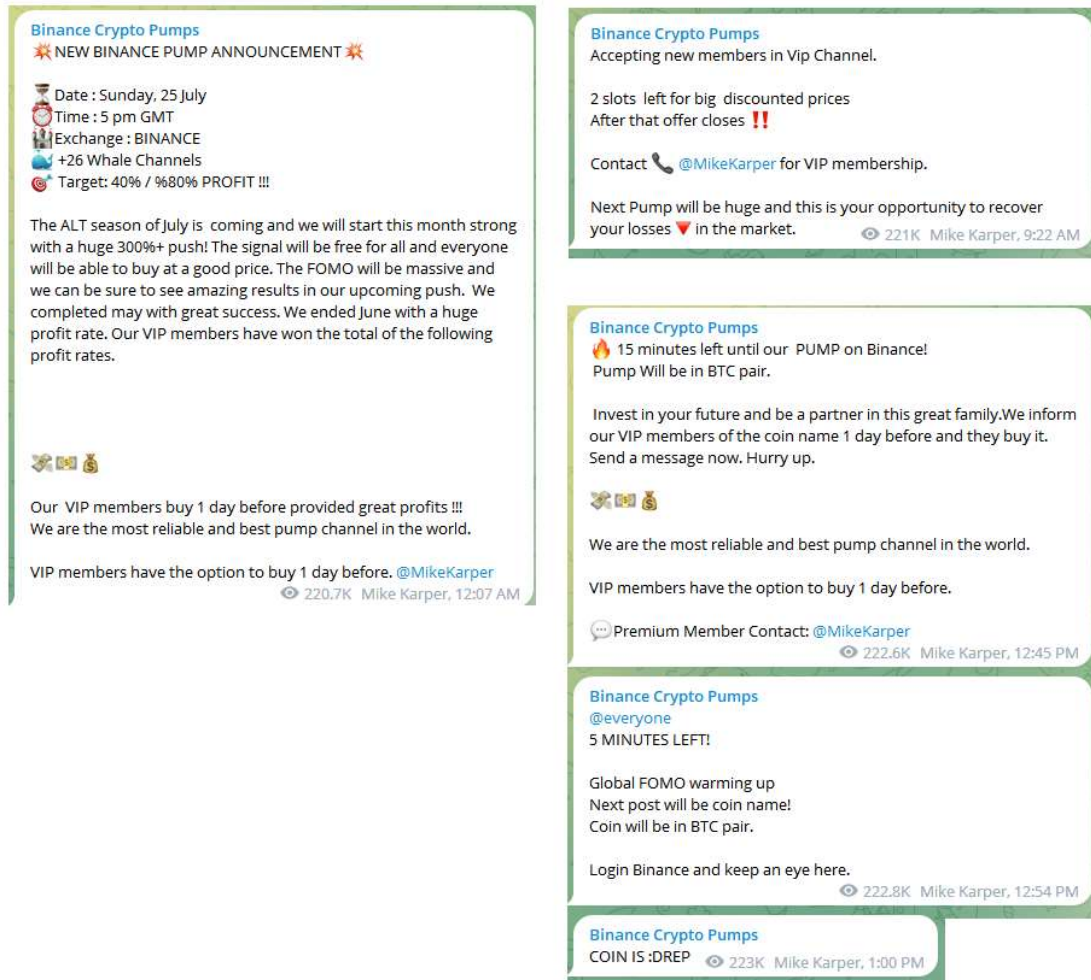 Binance Crypto Pumps
💥 NEW BINANCE PUMP ANNOUNCEMENT 💥
⏳ Date : Sunday, 25 July
⏰ Time : 5 pm GMT
🏰 Exchange : BINANCE
🐳 +26 Whale Channels
🎯 Target: 40% / %80% PROFIT !!!
The ALT season of July is coming and we will start this month strong
with a huge 300%+ push! The signal will be free for all and everyone
will be able to buy at a good price. The FOMO will be massive and
we can be sure to see amazing results in our upcoming push. We
completed may with great success. We ended June with a huge
profit rate. Our VIP members have won the total of the following
profit rates.
💸 💵 💰
Our VIP members buy 1 day before provided great profits !!!
We are the most reliable and best pump channel in the world.
VIP members have the option to buy 1 day before. @MikeKarper
220.7K Mike Karper, 12:07 AM
Binance Crypto Pumps
Accepting new members in Vip Channel.
2 slots left for big discounted prices
After that offer closes ‼️
Contact 📞 @MikeKarper for VIP membership.
Next Pump will be huge and this is your opportunity to recover
your losses 🔻 in the market.
221K Mike Karper, 9:22 AM
Binance Crypto Pumps
🔥 15 minutes left until our PUMP on Binance!
Pump Will be in BTC pair.
Invest in your future and be a partner in this great family.We inform
our VIP members of the coin name 1 day before and they buy it.
Send a message now. Hurry up.
💸 💵 💰
We are the most reliable and best pump channel in the world.
VIP members have the option to buy 1 day before.
💬 Premium Member Contact: @MikeKarper
222.6K Mike Karper, 12:45 PM
Binance Crypto Pumps
@everyone
5 MINUTES LEFT!
Global FOMO warming up
Next post will be coin name!
Coin will be in BTC pair.
Login Binance and keep an eye here.
222.8K Mike Karper, 12:54 PM
Binance Crypto Pumps
COIN IS :DREP
223K Mike Karper, 1:00 PM